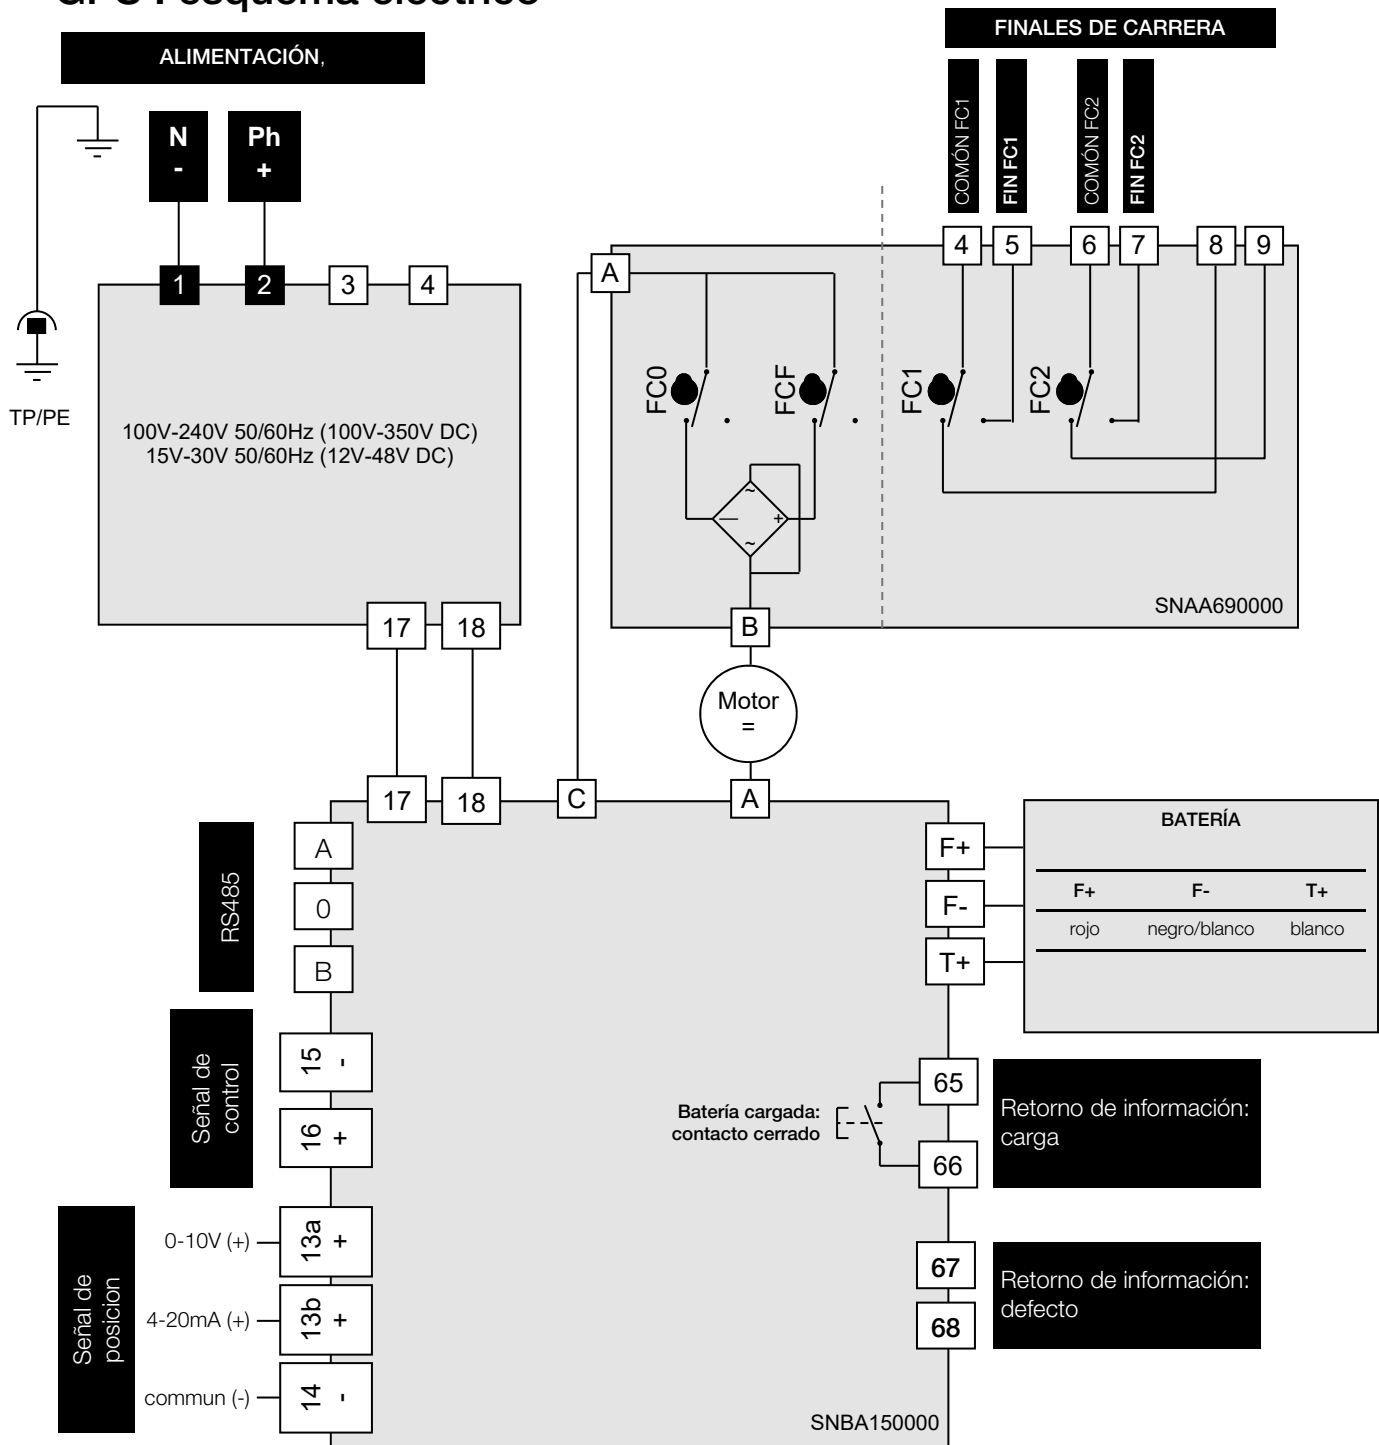 ALIMENTACIÓN,
N
-
Ph
+
1
2
3
4
TP/PE
100V-240V 50/60Hz (100V-350V DC)
15V-30V 50/60Hz (12V-48V DC)
17
18
FINALES DE CARRERA
COMÓN FC1
FIN FC1
COMÓN FC2
FIN FC2
4
5
6
7
8
9
A
FC0
FCF
FC1
FC2
~
—
+
~
SNAA690000
B
Motor
=
17
18
C
A
RS485
A
0
B
Señal de
control
15 -
16 +
Señal de
posicion
0-10V (+)
13a +
4-20mA (+)
13b +
commun (-)
14 -
F+
F-
T+
BATERÍA
F+ F- T+
rojo negro/blanco blanco
Batería cargada:
contacto cerrado
65
66
Retorno de información:
carga
67
68
Retorno de información:
defecto
SNBA150000